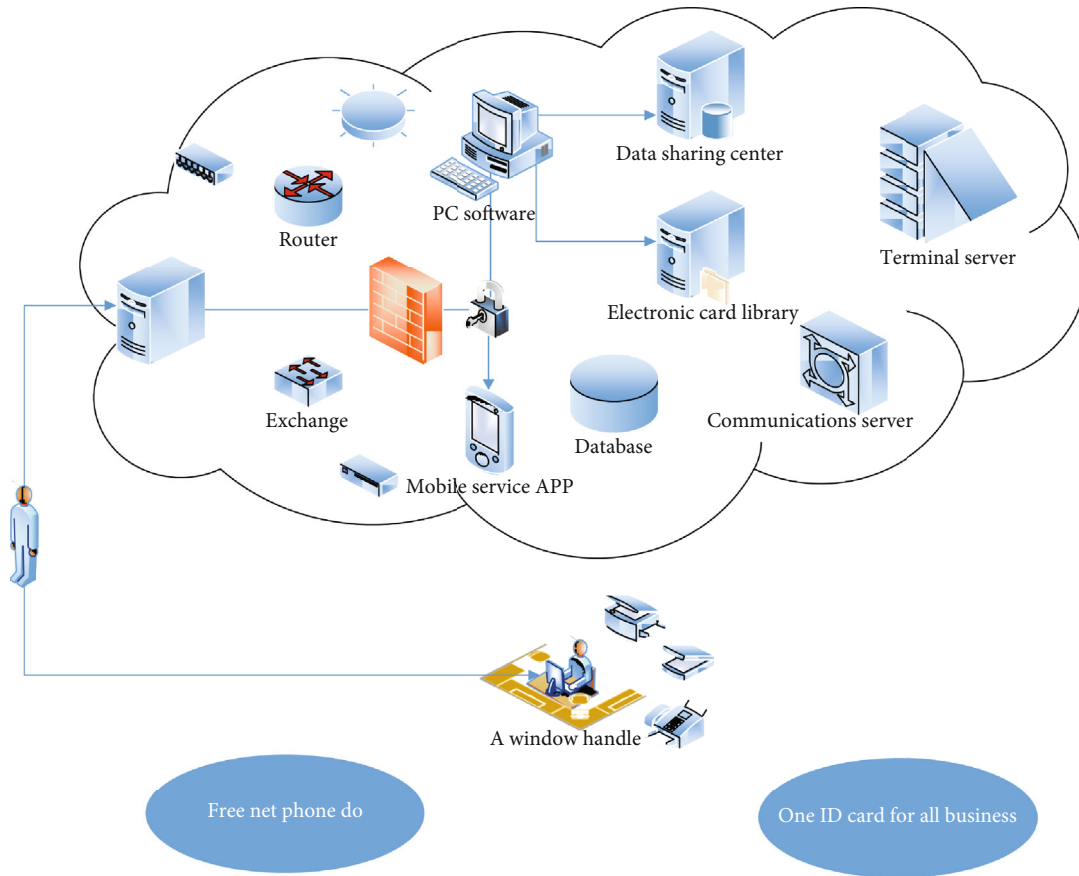 Data sharing center
PC software
Router
Terminal server
Electronic card library
Exchange
Database
Communications server
Mobile service APP
A window handle
Free net phone do
One ID card for all business